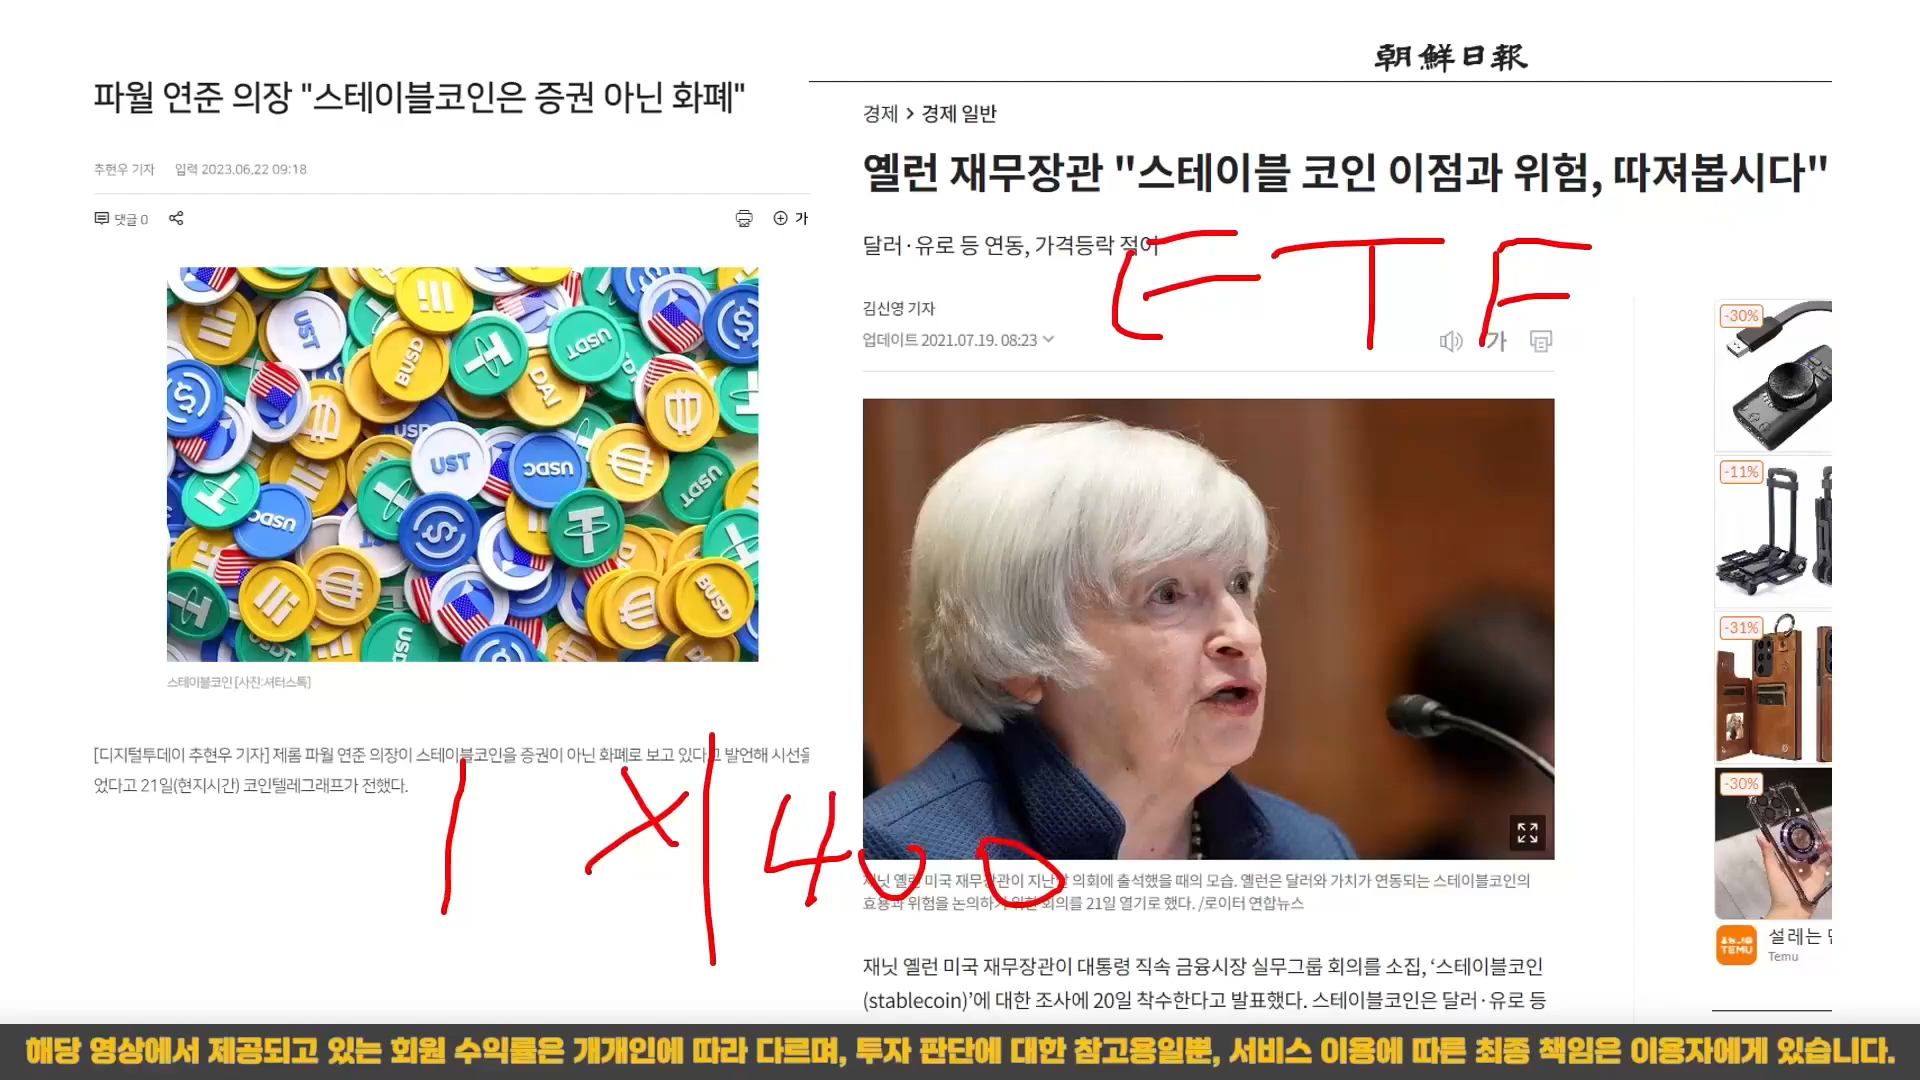 파월 연준 의장 "스테이블코인은 증권 아닌 화폐"
추현우 기자 입력 2023.06.22 09:18
댓글 0
가
UST
BUSD
USDT
DAI
USD
UST
USDC
USDT
USDC
BUSD
USDT
스테이블코인 [사진:셔터스톡]
[디지털투데이 추현우 기자] 제롬 파월 연준 의장이 스테이블코인을 증권이 아닌 화폐로 보고 있다고 발언해 시선을
었다고 21일(현지시간) 코인텔레그래프가 전했다.
朝鮮日報
경제 > 경제 일반
옐런 재무장관 "스테이블 코인 이점과 위험, 따져봅시다"
달러·유로 등 연동, 가격등락 적어
ETF
김신영 기자
업데이트 2021.07.19. 08:23
가
재닛 옐런 미국 재무장관이 지난달 의회에 출석했을 때의 모습. 옐런은 달러와 가치가 연동되는 스테이블코인의
효용과 위험을 논의하기 위한 회의를 21일 열기로 했다. /로이터 연합뉴스
재닛 옐런 미국 재무장관이 대통령 직속 금융시장 실무그룹 회의를 소집, ‘스테이블코인
(stablecoin)’에 대한 조사에 20일 착수한다고 발표했다. 스테이블코인은 달러·유로 등
-30%
-11%
-31%
-30%
TEMU
설레는
Temu
400
해당 영상에서 제공되고 있는 회원 수익률은 개개인에 따라 다르며, 투자 판단에 대한 참고용일뿐, 서비스 이용에 따른 최종 책임은 이용자에게 있습니다.